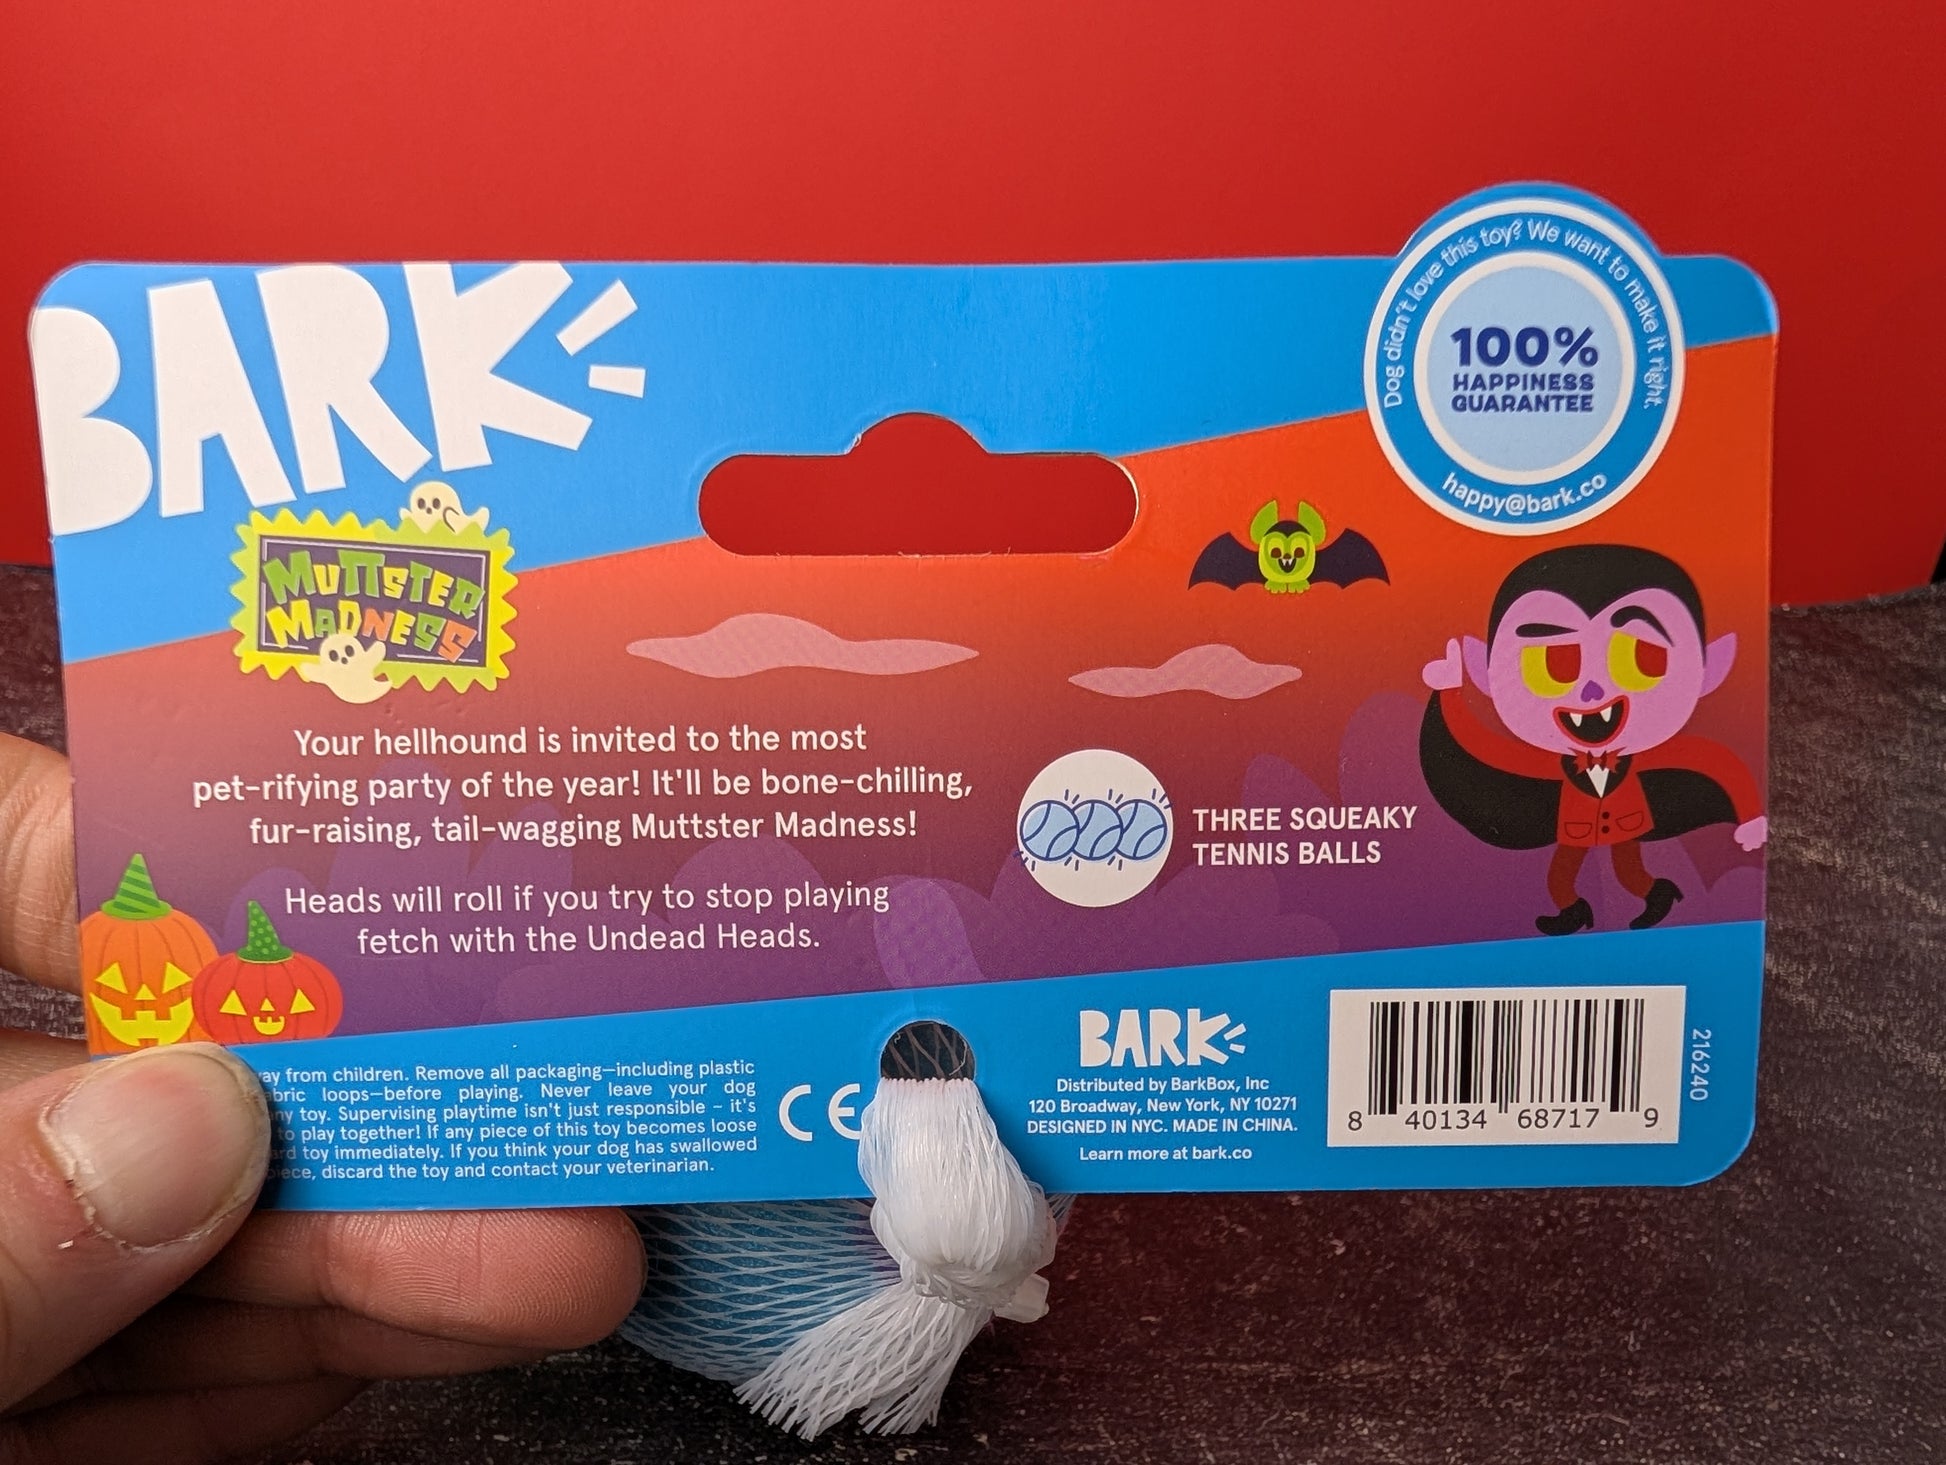 BARK
Dog didn't love this toy? We want to make it right.
100%
HAPPINESS
GUARANTEE
happy@bark.co
MUTTSTER
MADNESS
Your hellhound is invited to the most
pet-rifying party of the year! It'll be bone-chilling,
fur-raising, tail-wagging Muttster Madness!
Heads will roll if you try to stop playing
fetch with the Undead Heads.
THREE SQUEAKY
TENNIS BALLS
from children. Remove all packaging—including plastic
loops—before playing. Never leave your dog
toy. Supervising playtime isn't just responsible – it's
to play together! If any piece of this toy becomes loose
toy immediately. If you think your dog has swallowed
discard the toy and contact your veterinarian.
CE
BARK
Distributed by BarkBox, Inc
120 Broadway, New York, NY 10271
DESIGNED IN NYC. MADE IN CHINA.
Learn more at bark.co
8 40134 68717 9
216240